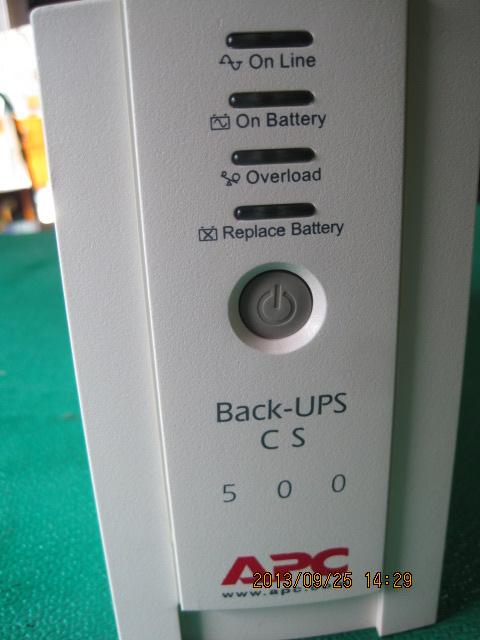 On Line
On Battery
Overload
Replace Battery
Back-UPS
CS
500
APC
2013/09/25 14:29
www.apc.